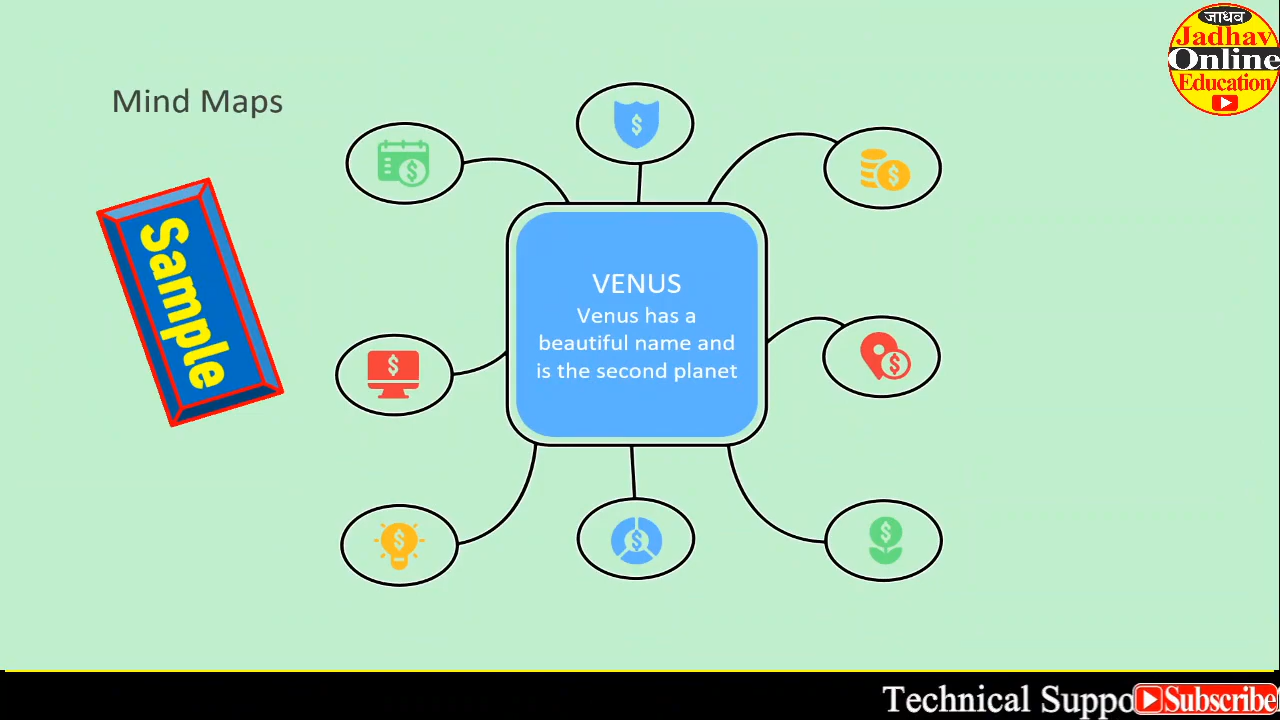 जाधव
Jadhav
Online
Education
Mind Maps
Sample
VENUS
Venus has a
beautiful name and
is the second planet
Technical
Subscribe